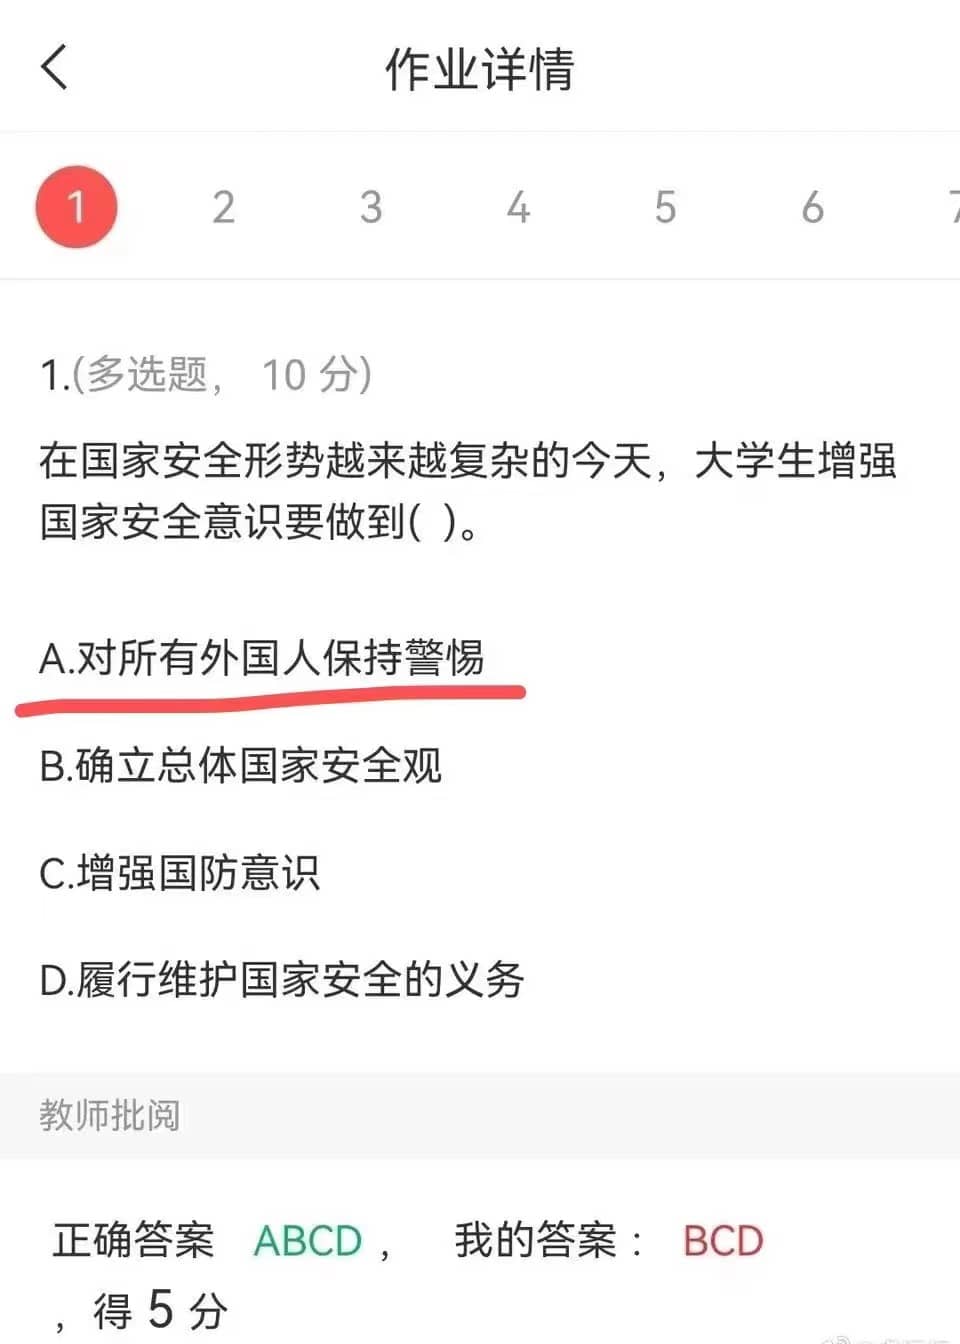 作业详情
1 2 3 4 5 6
1.(多选题， 10 分)
在国家安全形势越来越复杂的今天，大学生增强
国家安全意识要做到( )。
A.对所有外国人保持警惕
B.确立总体国家安全观
C.增强国防意识
D.履行维护国家安全的义务
教师批阅
正确答案 ABCD ， 我的答案： BCD
，得 5 分